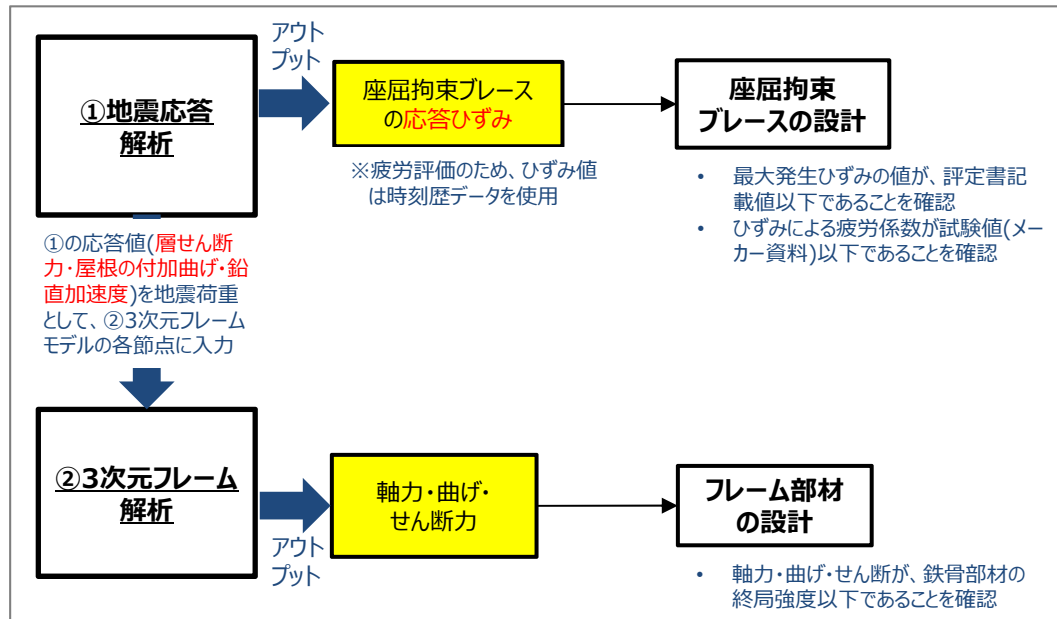 ①地震応答
解析
アウト
プット
座屈拘束ブレース
の応答ひずみ
※疲労評価のため、ひずみ値
は時刻歴データを使用
座屈拘束
ブレースの設計
• 最大発生ひずみの値が、評定書記
載値以下であることを確認
• ひずみによる疲労係数が試験値(メー
カー資料)以下であることを確認
①の応答値(層せん断
力・屋根の付加曲げ・鉛
直加速度)を地震荷重
として、②3次元フレーム
モデルの各節点に入力
②3次元フレーム
解析
アウト
プット
軸力・曲げ・
せん断力
フレーム部材
の設計
• 軸力・曲げ・せん断が、鉄骨部材の
終局強度以下であることを確認